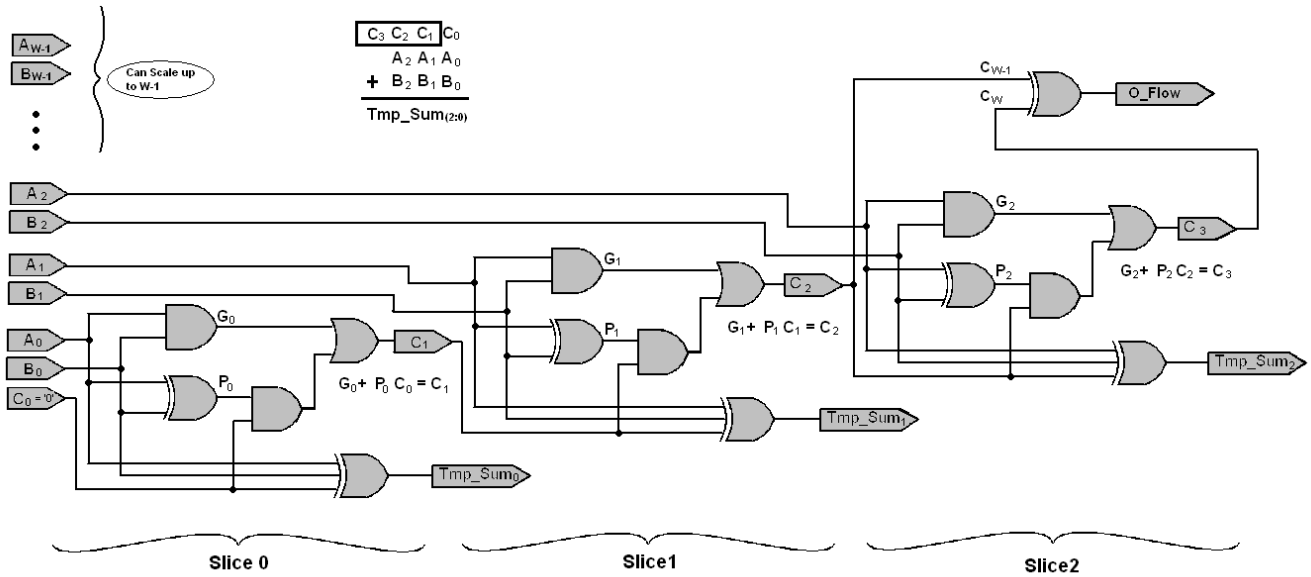 A_W-1
B_W-1
Can Scale up
to W-1
C₃ C₂ C₁ C₀
A₂ A₁ A₀
+ B₂ B₁ B₀
Tmp_Sum(2:0)
C_W-1
C_W
O_Flow
A₂
B₂
G₂
C₃
P₂
G₂+ P₂ C₂ = C₃
A₁
B₁
G₁
C₂
P₁
G₁+ P₁ C₁ = C₂
A₀
B₀
C₀ = '0'
G₀
C₁
P₀
G₀+ P₀ C₀ = C₁
Tmp_Sum₂
Tmp_Sum₁
Tmp_Sum₀
Slice 0
Slice1
Slice2